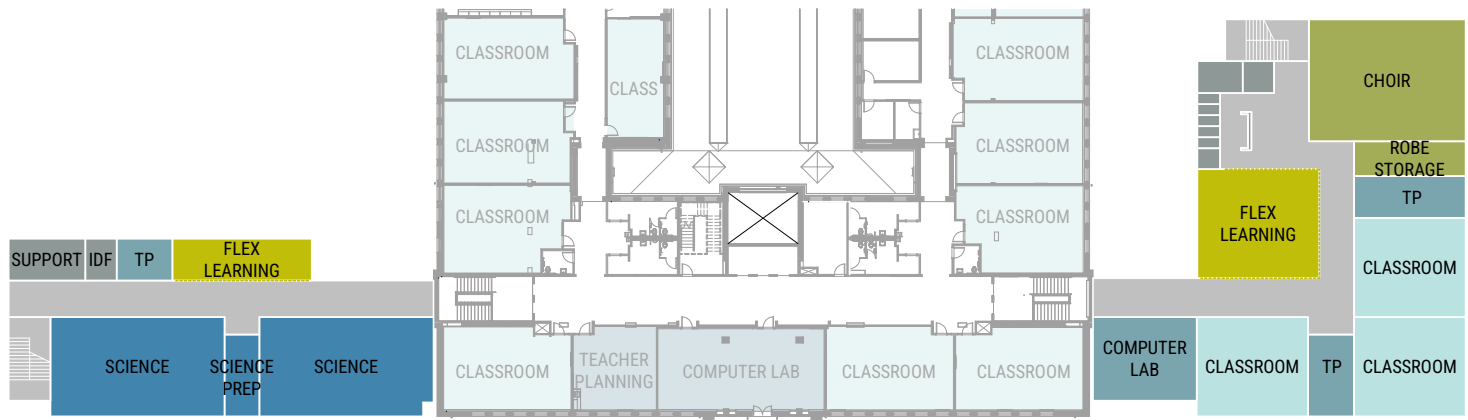 CLASSROOM
CLASS
CLASSROOM
CHOIR
CLASSROOM
CLASSROOM
ROBE
STORAGE
TP
CLASSROOM
CLASSROOM
FLEX
LEARNING
SUPPORT
IDF
TP
FLEX
LEARNING
CLASSROOM
SCIENCE
SCIENCE
PREP
SCIENCE
CLASSROOM
TEACHER
PLANNING
COMPUTER LAB
CLASSROOM
CLASSROOM
COMPUTER
LAB
CLASSROOM
TP
CLASSROOM